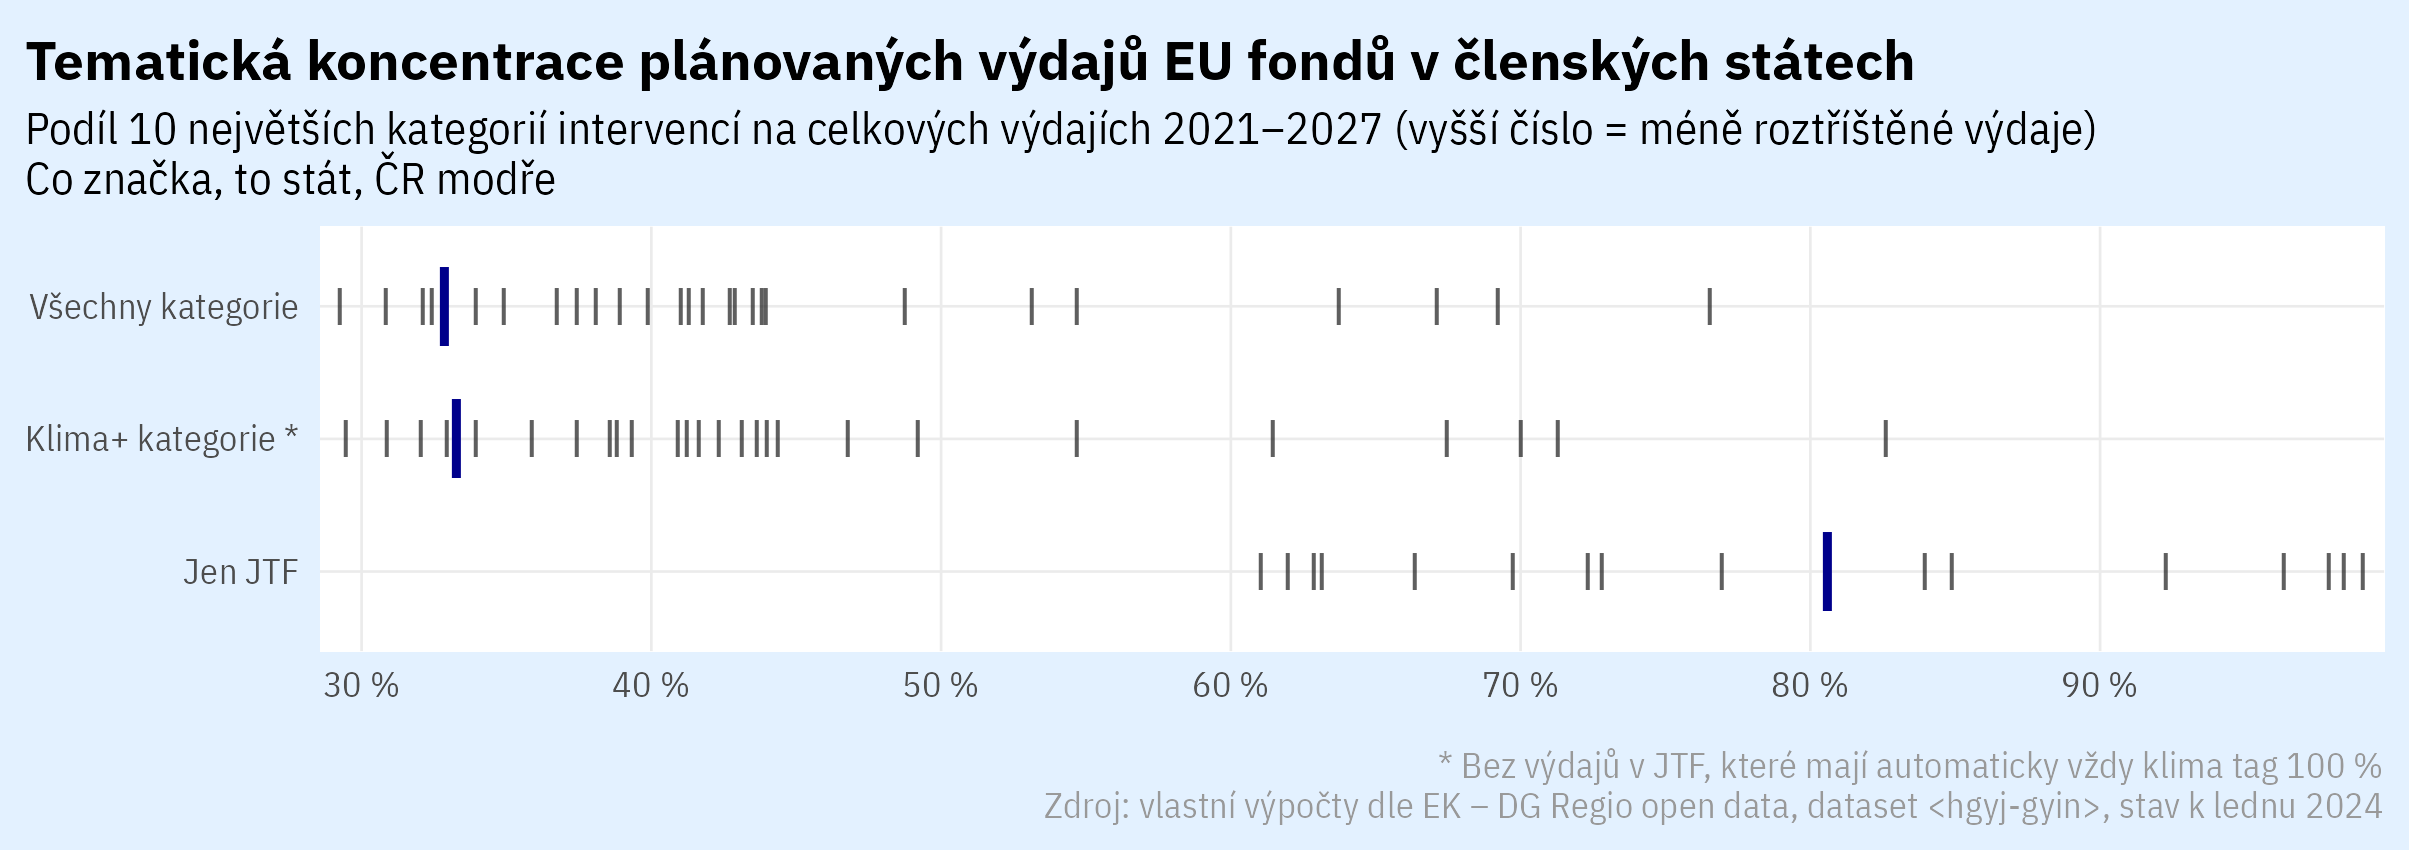 Tematická koncentrace plánovaných výdajů EU fondů v členských státech
Podíl 10 největších kategorií intervencí na celkových výdajích 2021–2027 (vyšší číslo = méně roztříštěné výdaje)
Co značka, to stát, ČR modře
Všechny kategorie
Klima+ kategorie *
Jen JTF
30 % 40 % 50 % 60 % 70 % 80 % 90 %
* Bez výdajů v JTF, které mají automaticky vždy klima tag 100 %
Zdroj: vlastní výpočty dle EK – DG Regio open data, dataset <hgyj-gyin>, stav k lednu 2024